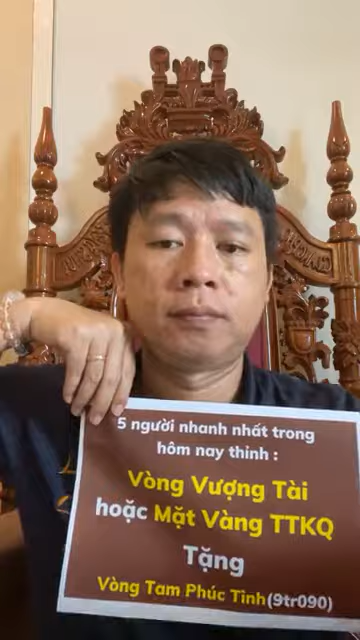 5 người nhanh nhất trong
hôm nay thỉnh :
Vòng Vượng Tài
hoặc Mặt Vàng TTKQ
Tặng
Vòng Tam Phúc Tinh(9tr090)